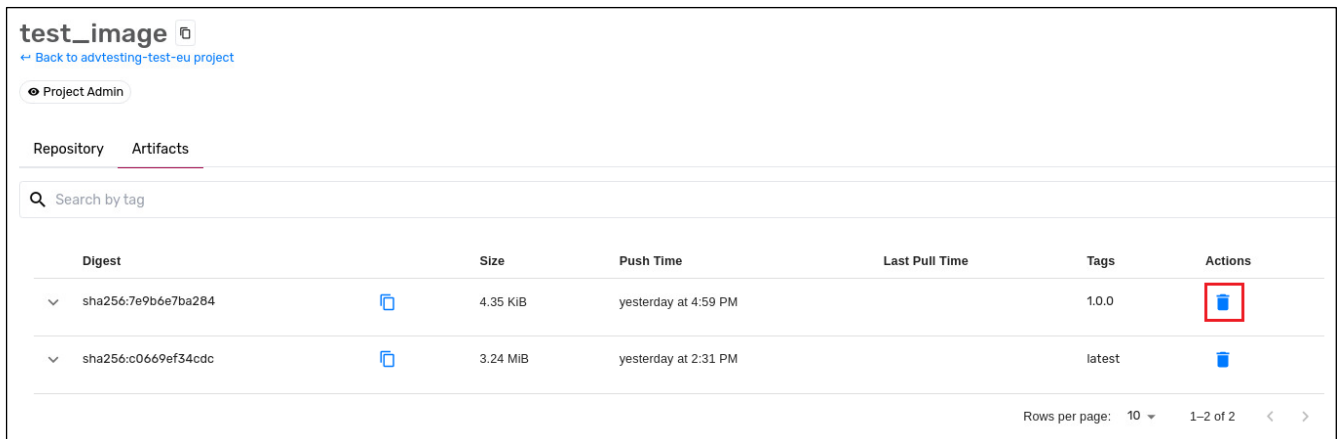 test_image
↩ Back to advtesting-test-eu project
Project Admin
Repository Artifacts
Search by tag
Digest Size Push Time Last Pull Time Tags Actions
sha256:7e9b6e7ba284 4.35 KiB yesterday at 4:59 PM 1.0.0
sha256:c0669ef34cdc 3.24 MiB yesterday at 2:31 PM latest
Rows per page: 10 1–2 of 2